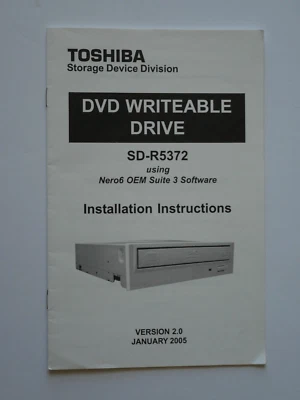 TOSHIBA
Storage Device Division
DVD WRITEABLE
DRIVE
SD-R5372
using
Nero6 OEM Suite 3 Software
Installation Instructions
VERSION 2.0
JANUARY 2005